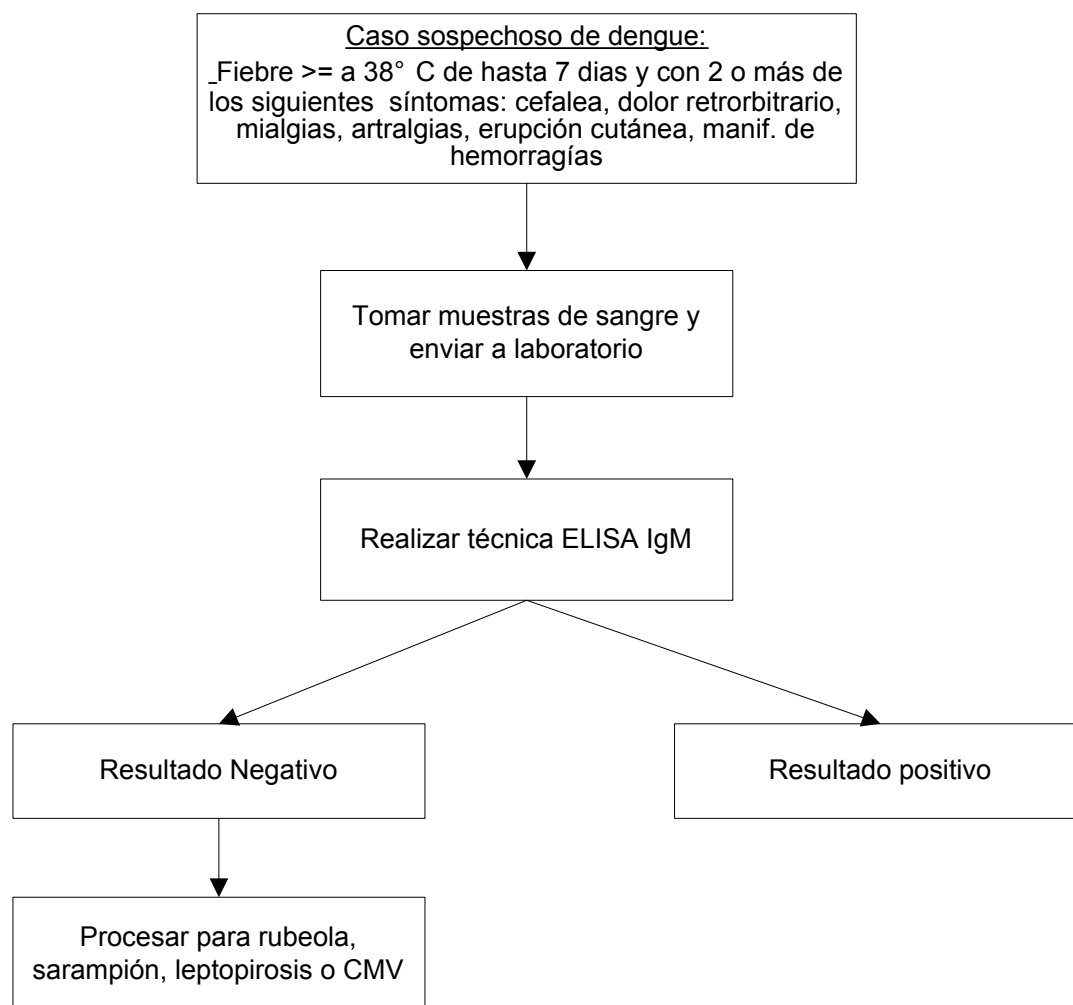 Caso sospechoso de dengue:
_Fiebre >= a 38° C de hasta 7 dias y con 2 o más de
los siguientes síntomas: cefalea, dolor retrorbitrario,
mialgias, artralgias, erupción cutánea, manif. de
hemorragías
Tomar muestras de sangre y
enviar a laboratorio
Realizar técnica ELISA IgM
Resultado Negativo
Resultado positivo
Procesar para rubeola,
sarampión, leptopirosis o CMV